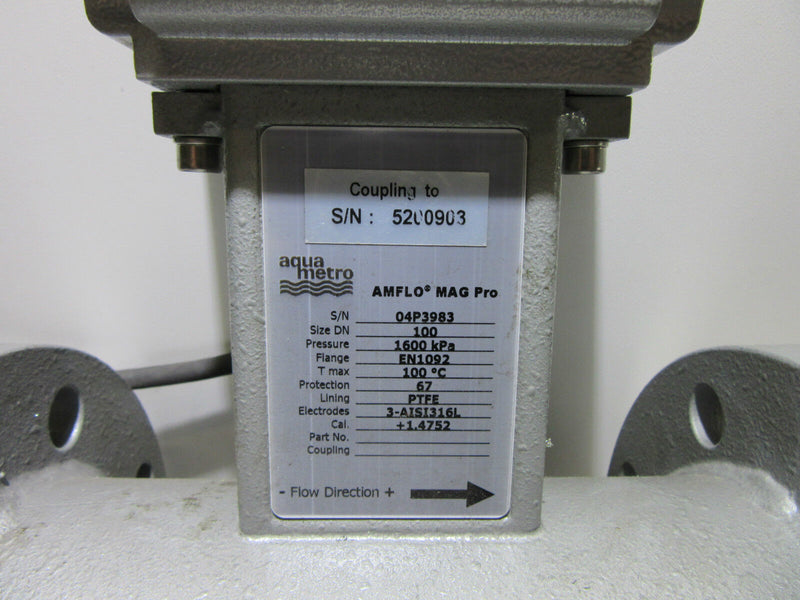 Coupling to
S/N : 5200903
aqua
metro
AMFLO® MAG Pro
S/N 04P3983
Size DN 100
Pressure 1600 kPa
Flange EN1092
T max 100 °C
Protection 67
Lining PTFE
Electrodes 3-AISI316L
Cal. +1.4752
Part No.
Coupling
- Flow Direction +